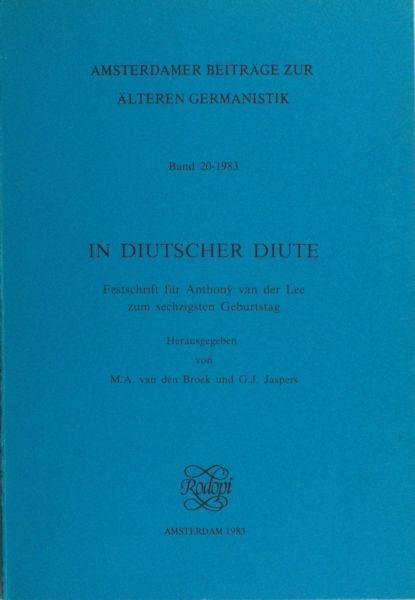 AMSTERDAMER BEITRÄGE ZUR
ÄLTEREN GERMANISTIK
Band 20-1983
IN DIUTSCHER DIUTE
Festschrift für Anthonÿ van der Lee
zum sechzigsten Geburtstag
Herausgegeben
von
M.A. van den Broek und G.J. Jaspers
Rodopi
AMSTERDAM 1983